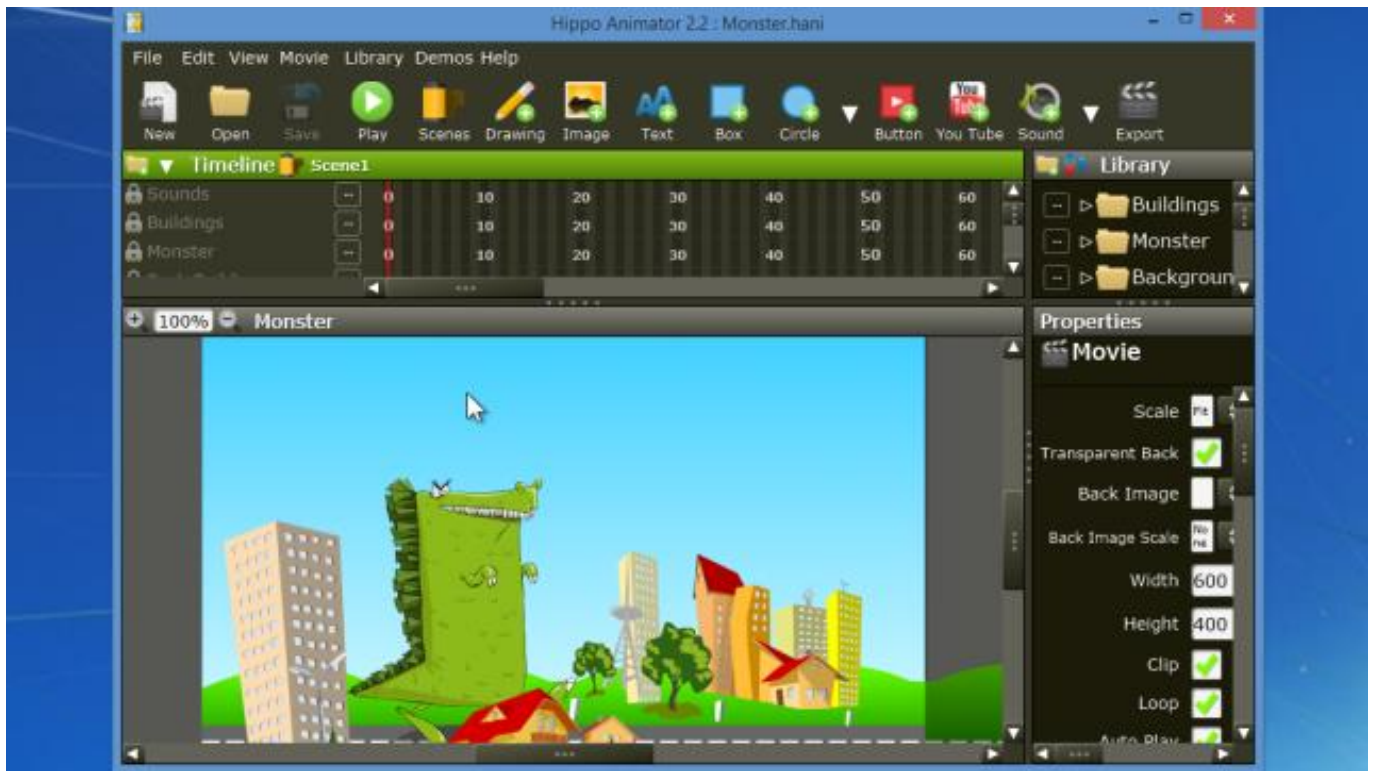 Hippo Animator 2.2 : Monster.hani
File Edit View Movie Library Demos Help
New Open Save Play Scenes Drawing Image Text Box Circle Button You Tube Sound Export
Timeline Scene1
Library
Sounds 0 10 20 30 40 50 60
Buildings 0 10 20 30 40 50 60
Monster 0 10 20 30 40 50 60
Buildings
Monster
Backgroun
100% Monster
Properties
Movie
Scale Fit
Transparent Back
Back Image
Back Image Scale No
ne
Width 600
Height 400
Clip
Loop
Auto Play